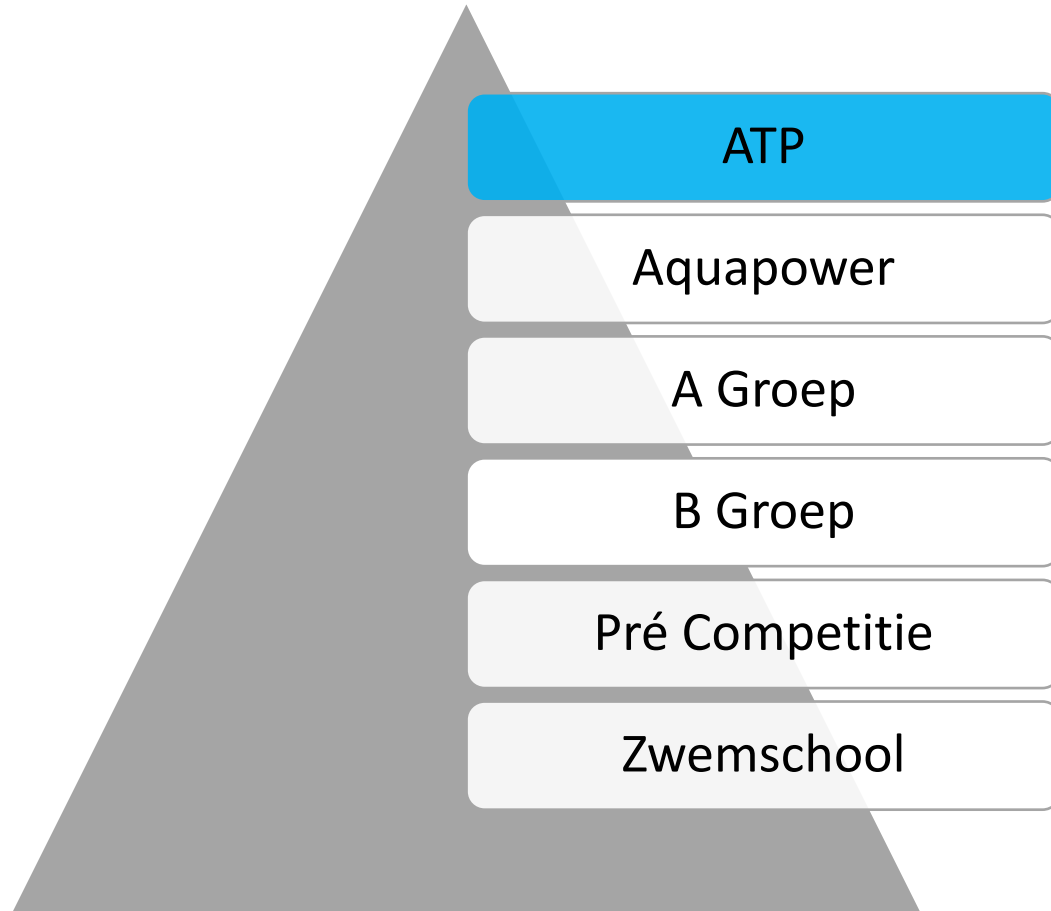 ATP
Aquapower
A Groep
B Groep
Pré Competitie
Zwemschool